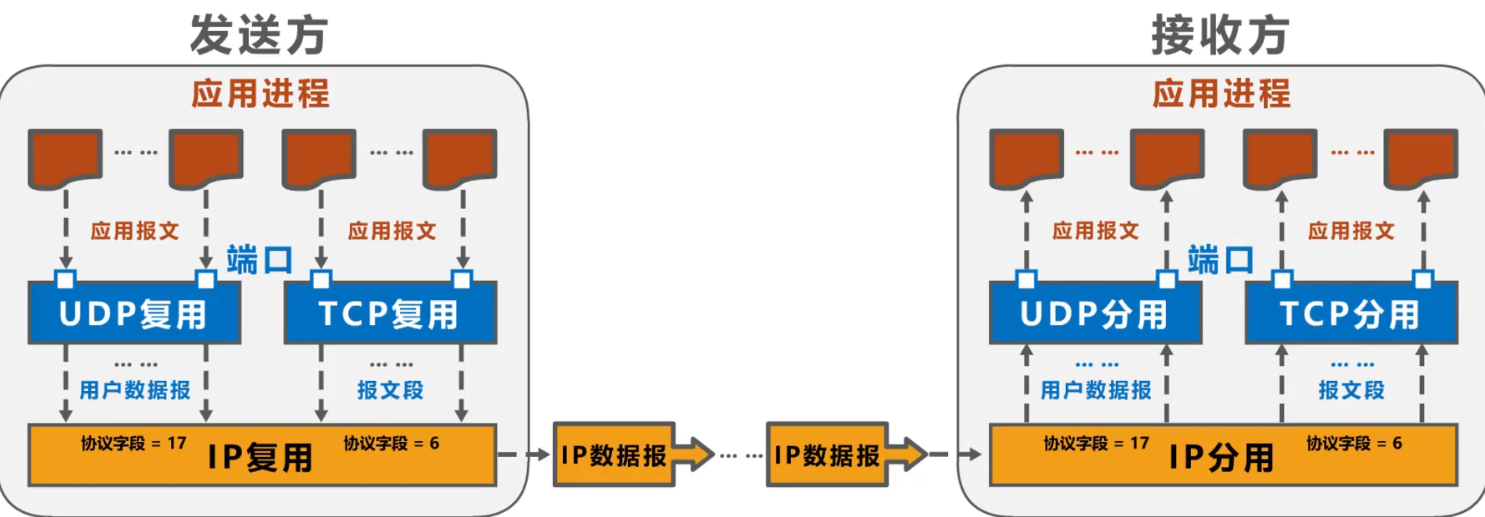 发送方
接收方
应用进程
应用进程
... ...
... ...
... ...
... ...
应用报文
应用报文
应用报文
应用报文
端口
端口
UDP复用
TCP复用
UDP分用
TCP分用
... ...
... ...
... ...
... ...
用户数据报
报文段
用户数据报
报文段
协议字段 = 17
协议字段 = 6
协议字段 = 17
协议字段 = 6
IP复用
IP数据报
... ...
IP数据报
IP分用